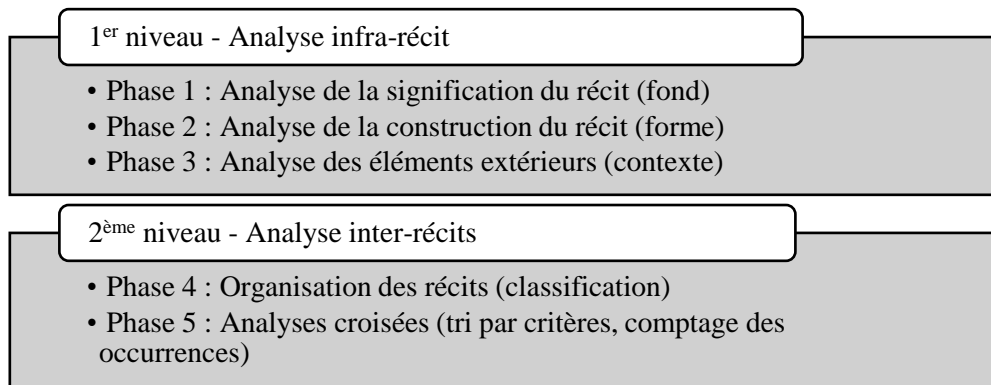 1er niveau - Analyse infra-récit
• Phase 1 : Analyse de la signification du récit (fond)
• Phase 2 : Analyse de la construction du récit (forme)
• Phase 3 : Analyse des éléments extérieurs (contexte)
2ème niveau - Analyse inter-récits
• Phase 4 : Organisation des récits (classification)
• Phase 5 : Analyses croisées (tri par critères, comptage des
occurrences)